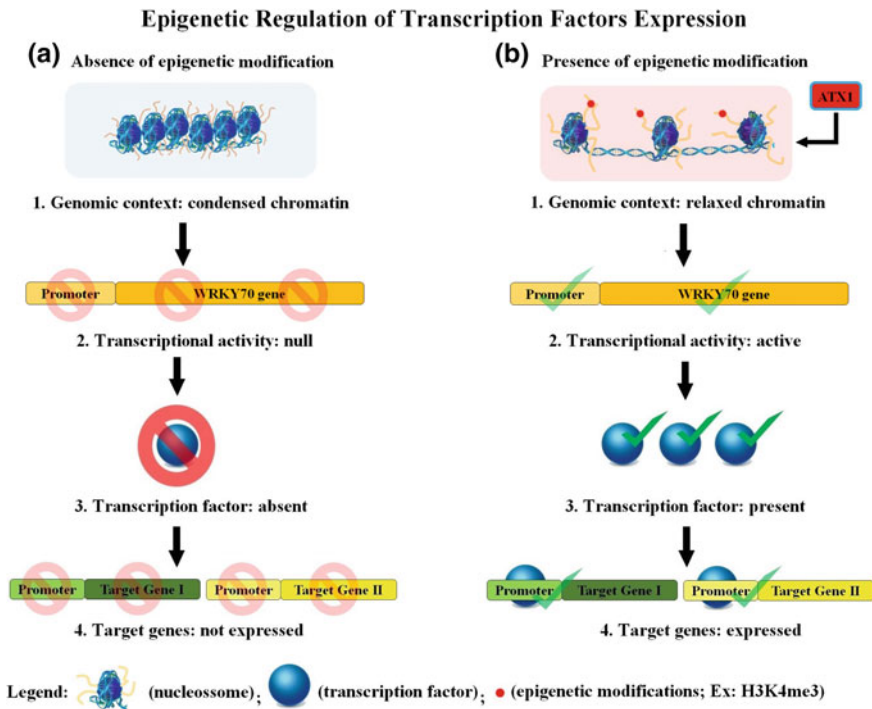 Epigenetic Regulation of Transcription Factors Expression
(a) Absence of epigenetic modification
1. Genomic context: condensed chromatin
Promoter WRKY70 gene
2. Transcriptional activity: null
3. Transcription factor: absent
Promoter Target Gene I Promoter Target Gene II
4. Target genes: not expressed
(b) Presence of epigenetic modification
ATX1
1. Genomic context: relaxed chromatin
Promoter WRKY70 gene
2. Transcriptional activity: active
3. Transcription factor: present
Promoter Target Gene I Promoter Target Gene II
4. Target genes: expressed
Legend: (nucleossome); (transcription factor); (epigenetic modifications; Ex: H3K4me3)